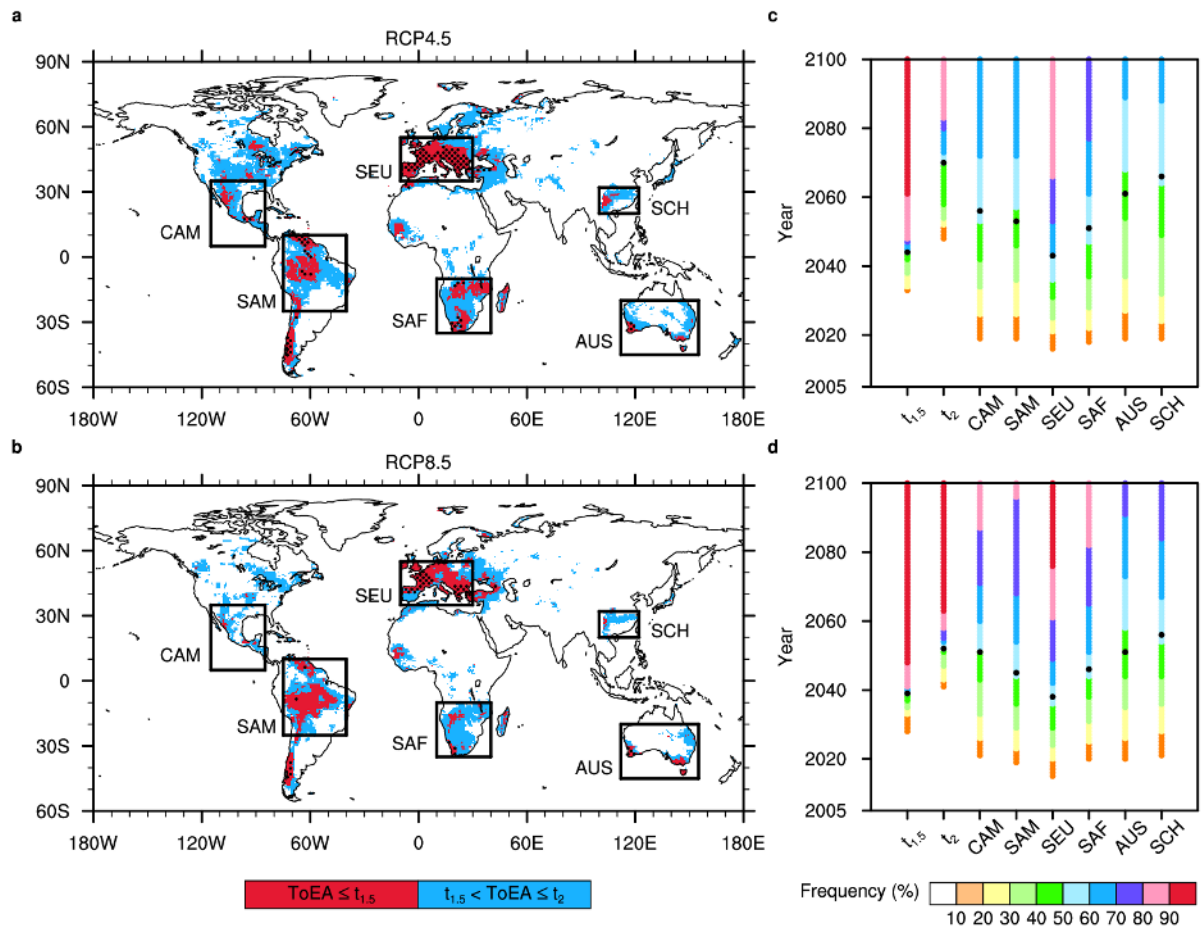 a
RCP4.5
90N
60N
30N
0
30S
60S
180W 120W 60W 0 60E 120E 180E
CAM
SAM
SEU
SAF
SCH
AUS
b
RCP8.5
90N
60N
30N
0
30S
60S
180W 120W 60W 0 60E 120E 180E
CAM
SAM
SEU
SAF
SCH
AUS
ToEA ≤ t1.5
t1.5 < ToEA ≤ t2
c
Year
2100
2080
2060
2040
2020
2005
t1.5 t2 CAM SAM SEU SAF AUS SCH
d
Year
2100
2080
2060
2040
2020
2005
t1.5 t2 CAM SAM SEU SAF AUS SCH
Frequency (%)
10 20 30 40 50 60 70 80 90